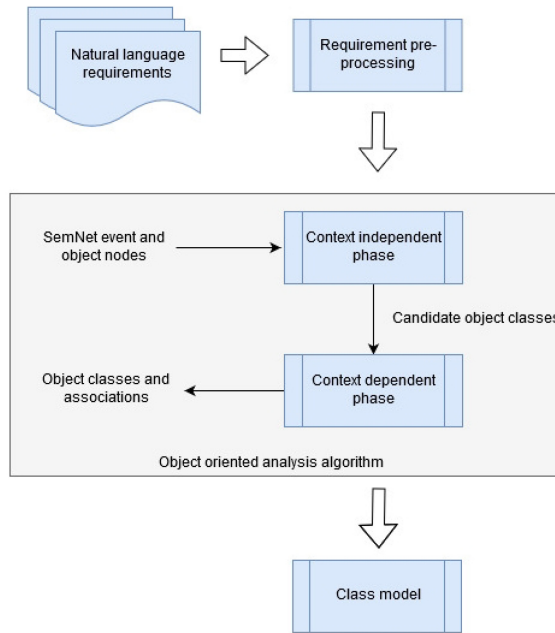 Natural language
requirements
Requirement pre-
processing
SemNet event and
object nodes
Context independent
phase
Candidate object classes
Object classes and
associations
Context dependent
phase
Object oriented analysis algorithm
Class model